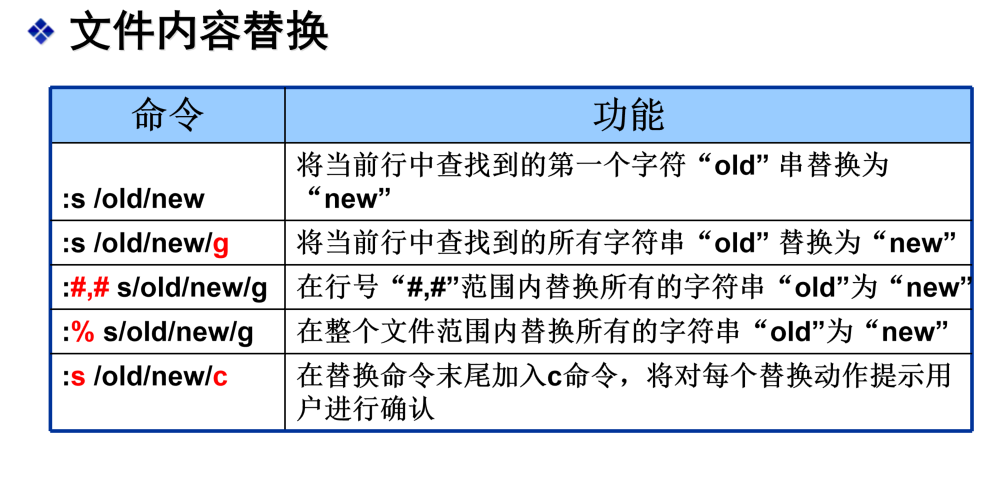 文件内容替换
命令 功能
:s /old/new 将当前行中查找到的第一个字符“old” 串替换为
“new”
:s /old/new/g 将当前行中查找到的所有字符串“old” 替换为“new”
:#,# s/old/new/g 在行号“#,#”范围内替换所有的字符串“old”为“new”
:% s/old/new/g 在整个文件范围内替换所有的字符串“old”为“new”
:s /old/new/c 在替换命令末尾加入c命令，将对每个替换动作提示用
户进行确认